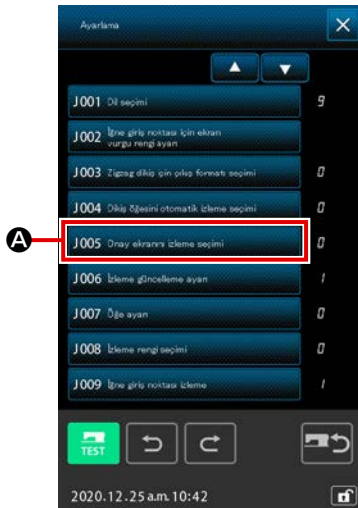 Ayarlama
J001 Dil seçimi 9
J002 İğne giriş noktası için ekran
vurgu rengi ayarı
J003 Zigzag dikiş için çıkış formatı seçimi 0
J004 Dikiş öğesini otomatik izleme seçimi 0
A
J005 Onay ekranını izleme seçimi 0
J006 İzleme güncelleme ayarı 1
J007 Öğe ayarı 0
J008 İzleme rengi seçimi 0
J009 İğne giriş noktası izleme 1
TEST
2020.12.25 a.m. 10:42